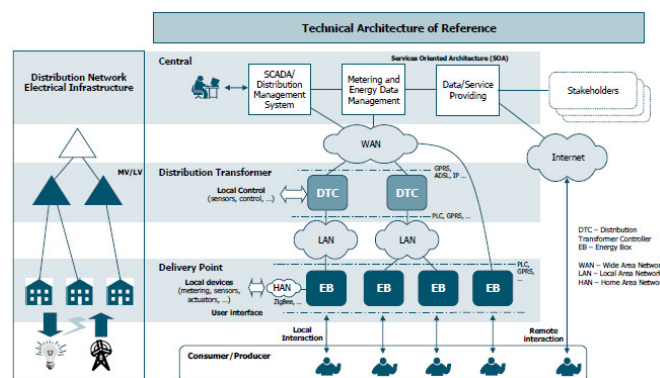 Technical Architecture of Reference
Distribution Network
Electrical Infrastructure
Central
Services Oriented Architecture (SOA)
SCADA/
Distribution
Management
System
Metering and
Energy Data
Management
Data/Service
Providing
Stakeholders
WAN
Internet
MV/LV
Distribution Transformer
GPRS,
ADSL, IP ...
Local Control
(sensors, control, ...)
DTC
DTC
PLC, GPRS, ...
LAN
LAN
DTC – Distribution
Transformer Controller
EB – Energy Box
WAN – Wide Area Network
LAN – Local Area Network
HAN – Home Area Network
Delivery Point
PLC,
GPRS,
...
Local devices
(metering, sensors,
actuators, ...)
HAN
ZigBee, ...
EB
EB
EB
EB
User interface
Local
Interaction
Remote
interaction
Consumer/Producer